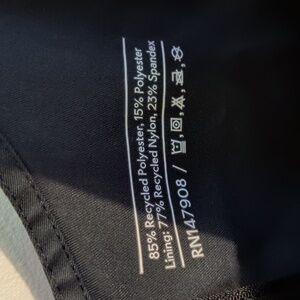 85% Recycled Polyester, 15% Polyester
Lining: 77% Recycled Nylon, 23% Spandex
RN147908 /